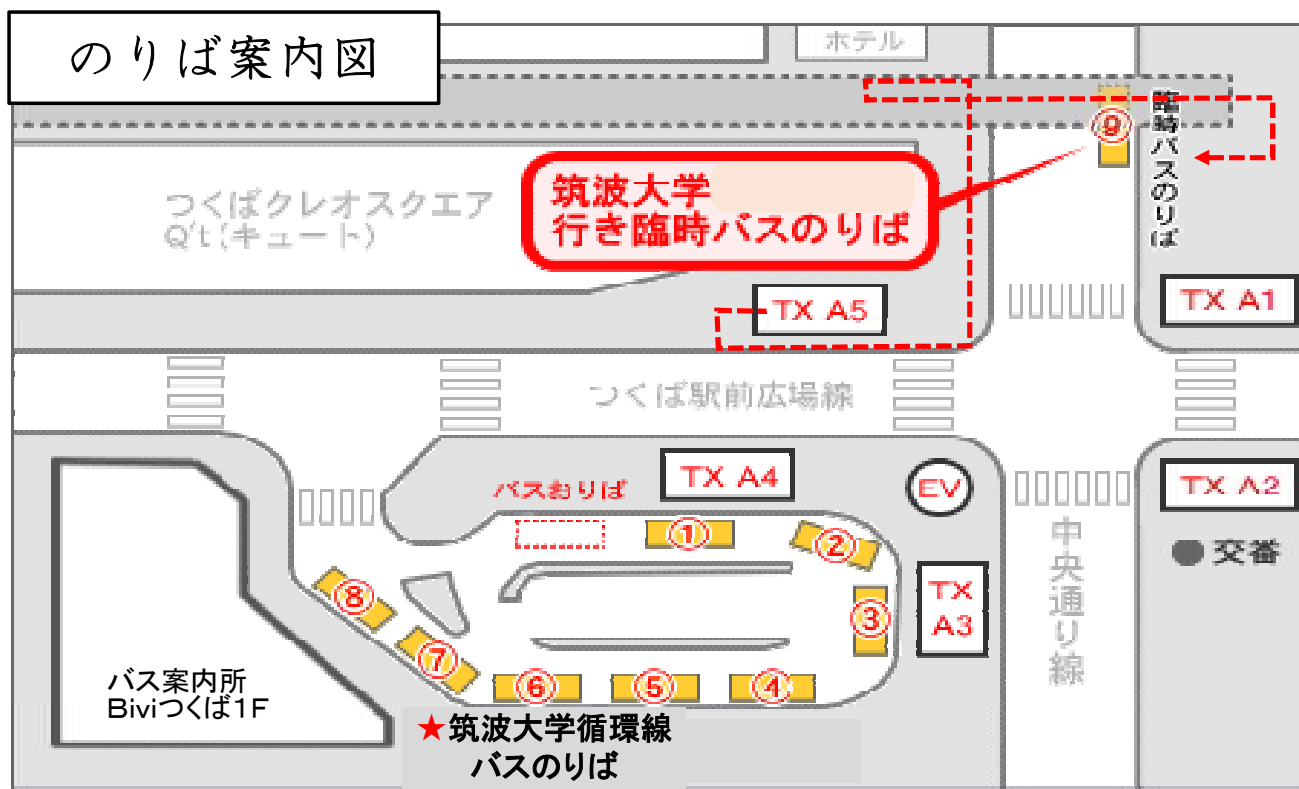 のりば案内図
ホテル
⑨
臨時バスのりば
つくばクレオスクエア
Q't(キュート)
筑波大学
行き臨時バスのりば
TX A5
TX A1
つくば駅前広場線
バスおりば
TX A4
EV
TX A2
①
②
中央通り線
交番
⑧
③
TX
A3
⑦
⑥
⑤
④
バス案内所
Biviつくば1F
★筑波大学循環線
バスのりば